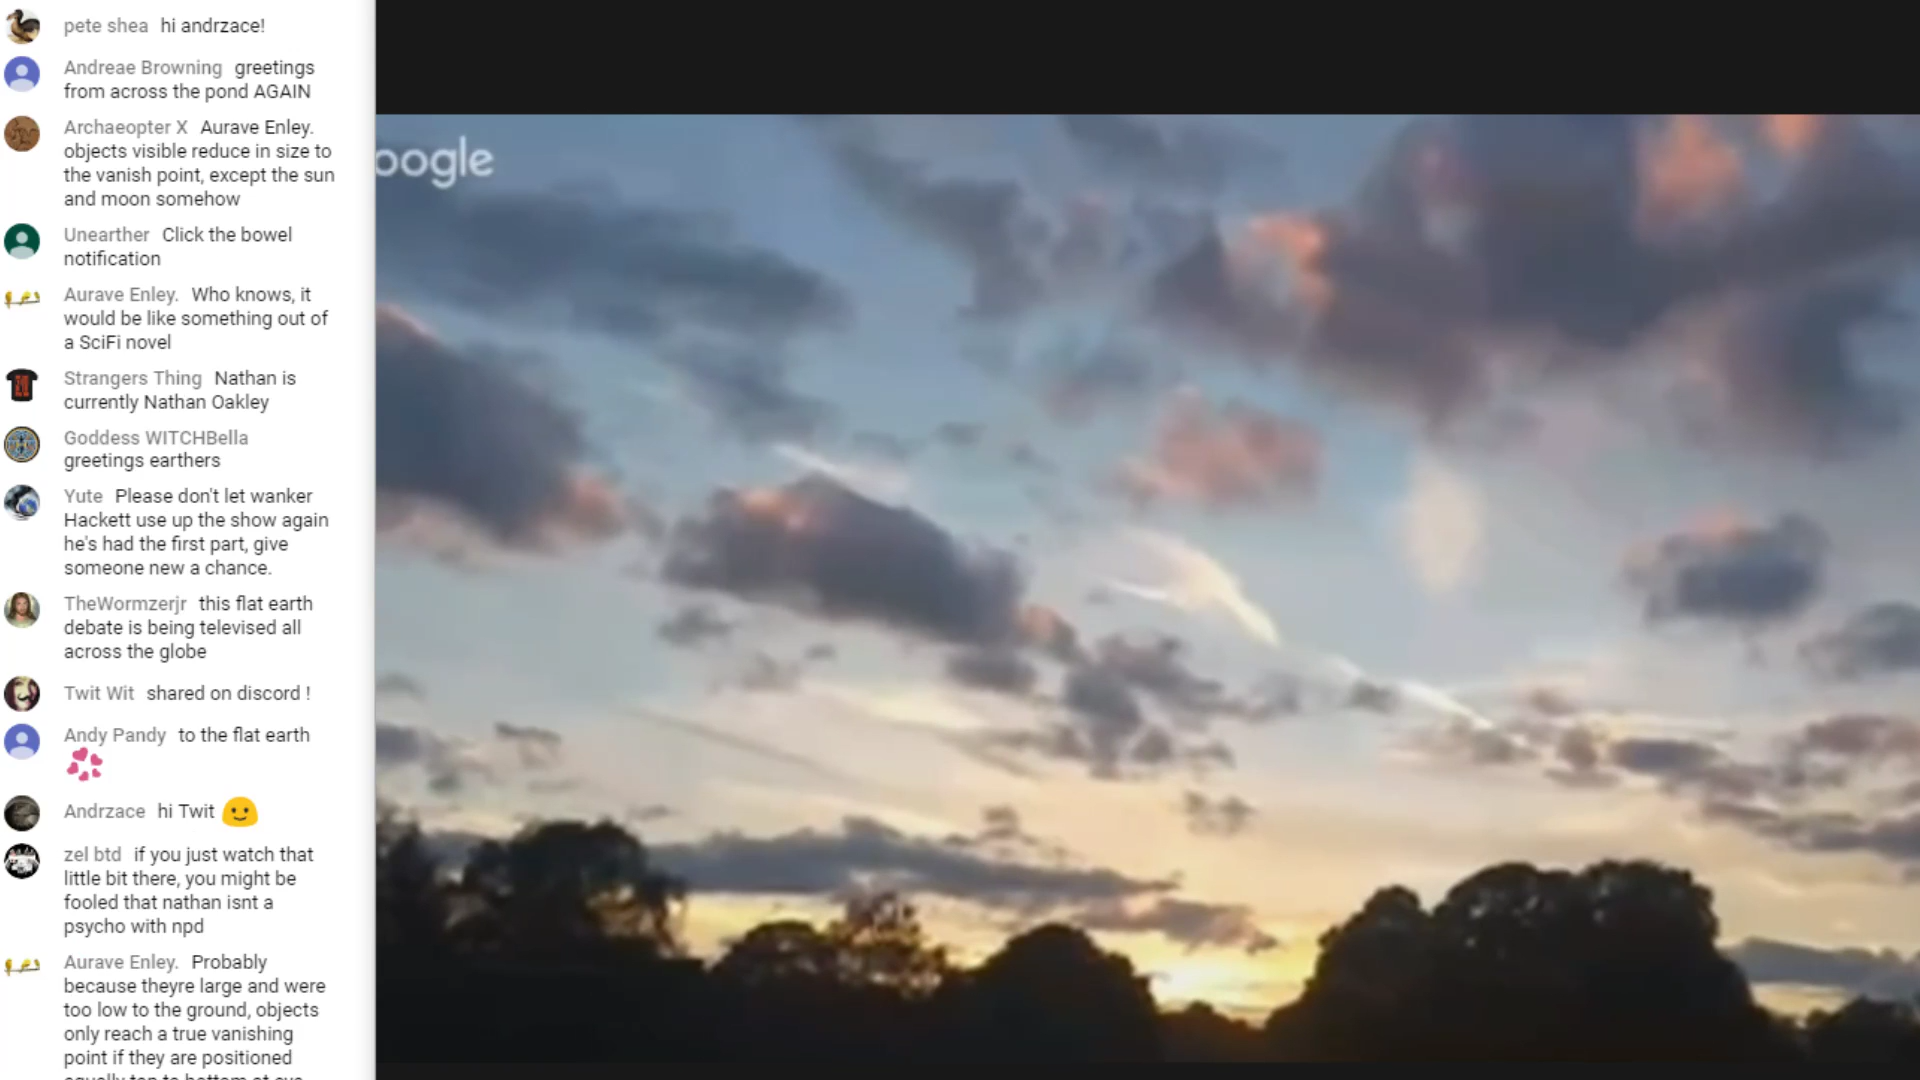 pete shea hi andrzace!
Andreae Browning greetings
from across the pond AGAIN
Archaeopter X Aurave Enley.
objects visible reduce in size to
the vanish point, except the sun
and moon somehow
Unearther Click the bowel
notification
Aurave Enley. Who knows, it
would be like something out of
a SciFi novel
Strangers Thing Nathan is
currently Nathan Oakley
Goddess WITCHBella
greetings earthers
Yute Please don't let wanker
Hackett use up the show again
he's had the first part, give
someone new a chance.
TheWormzerjr this flat earth
debate is being televised all
across the globe
Twit Wit shared on discord !
Andy Pandy to the flat earth
Andrzace hi Twit
zel btd if you just watch that
little bit there, you might be
fooled that nathan isnt a
psycho with npd
Aurave Enley. Probably
because theyre large and were
too low to the ground, objects
only reach a true vanishing
point if they are positioned
oogle